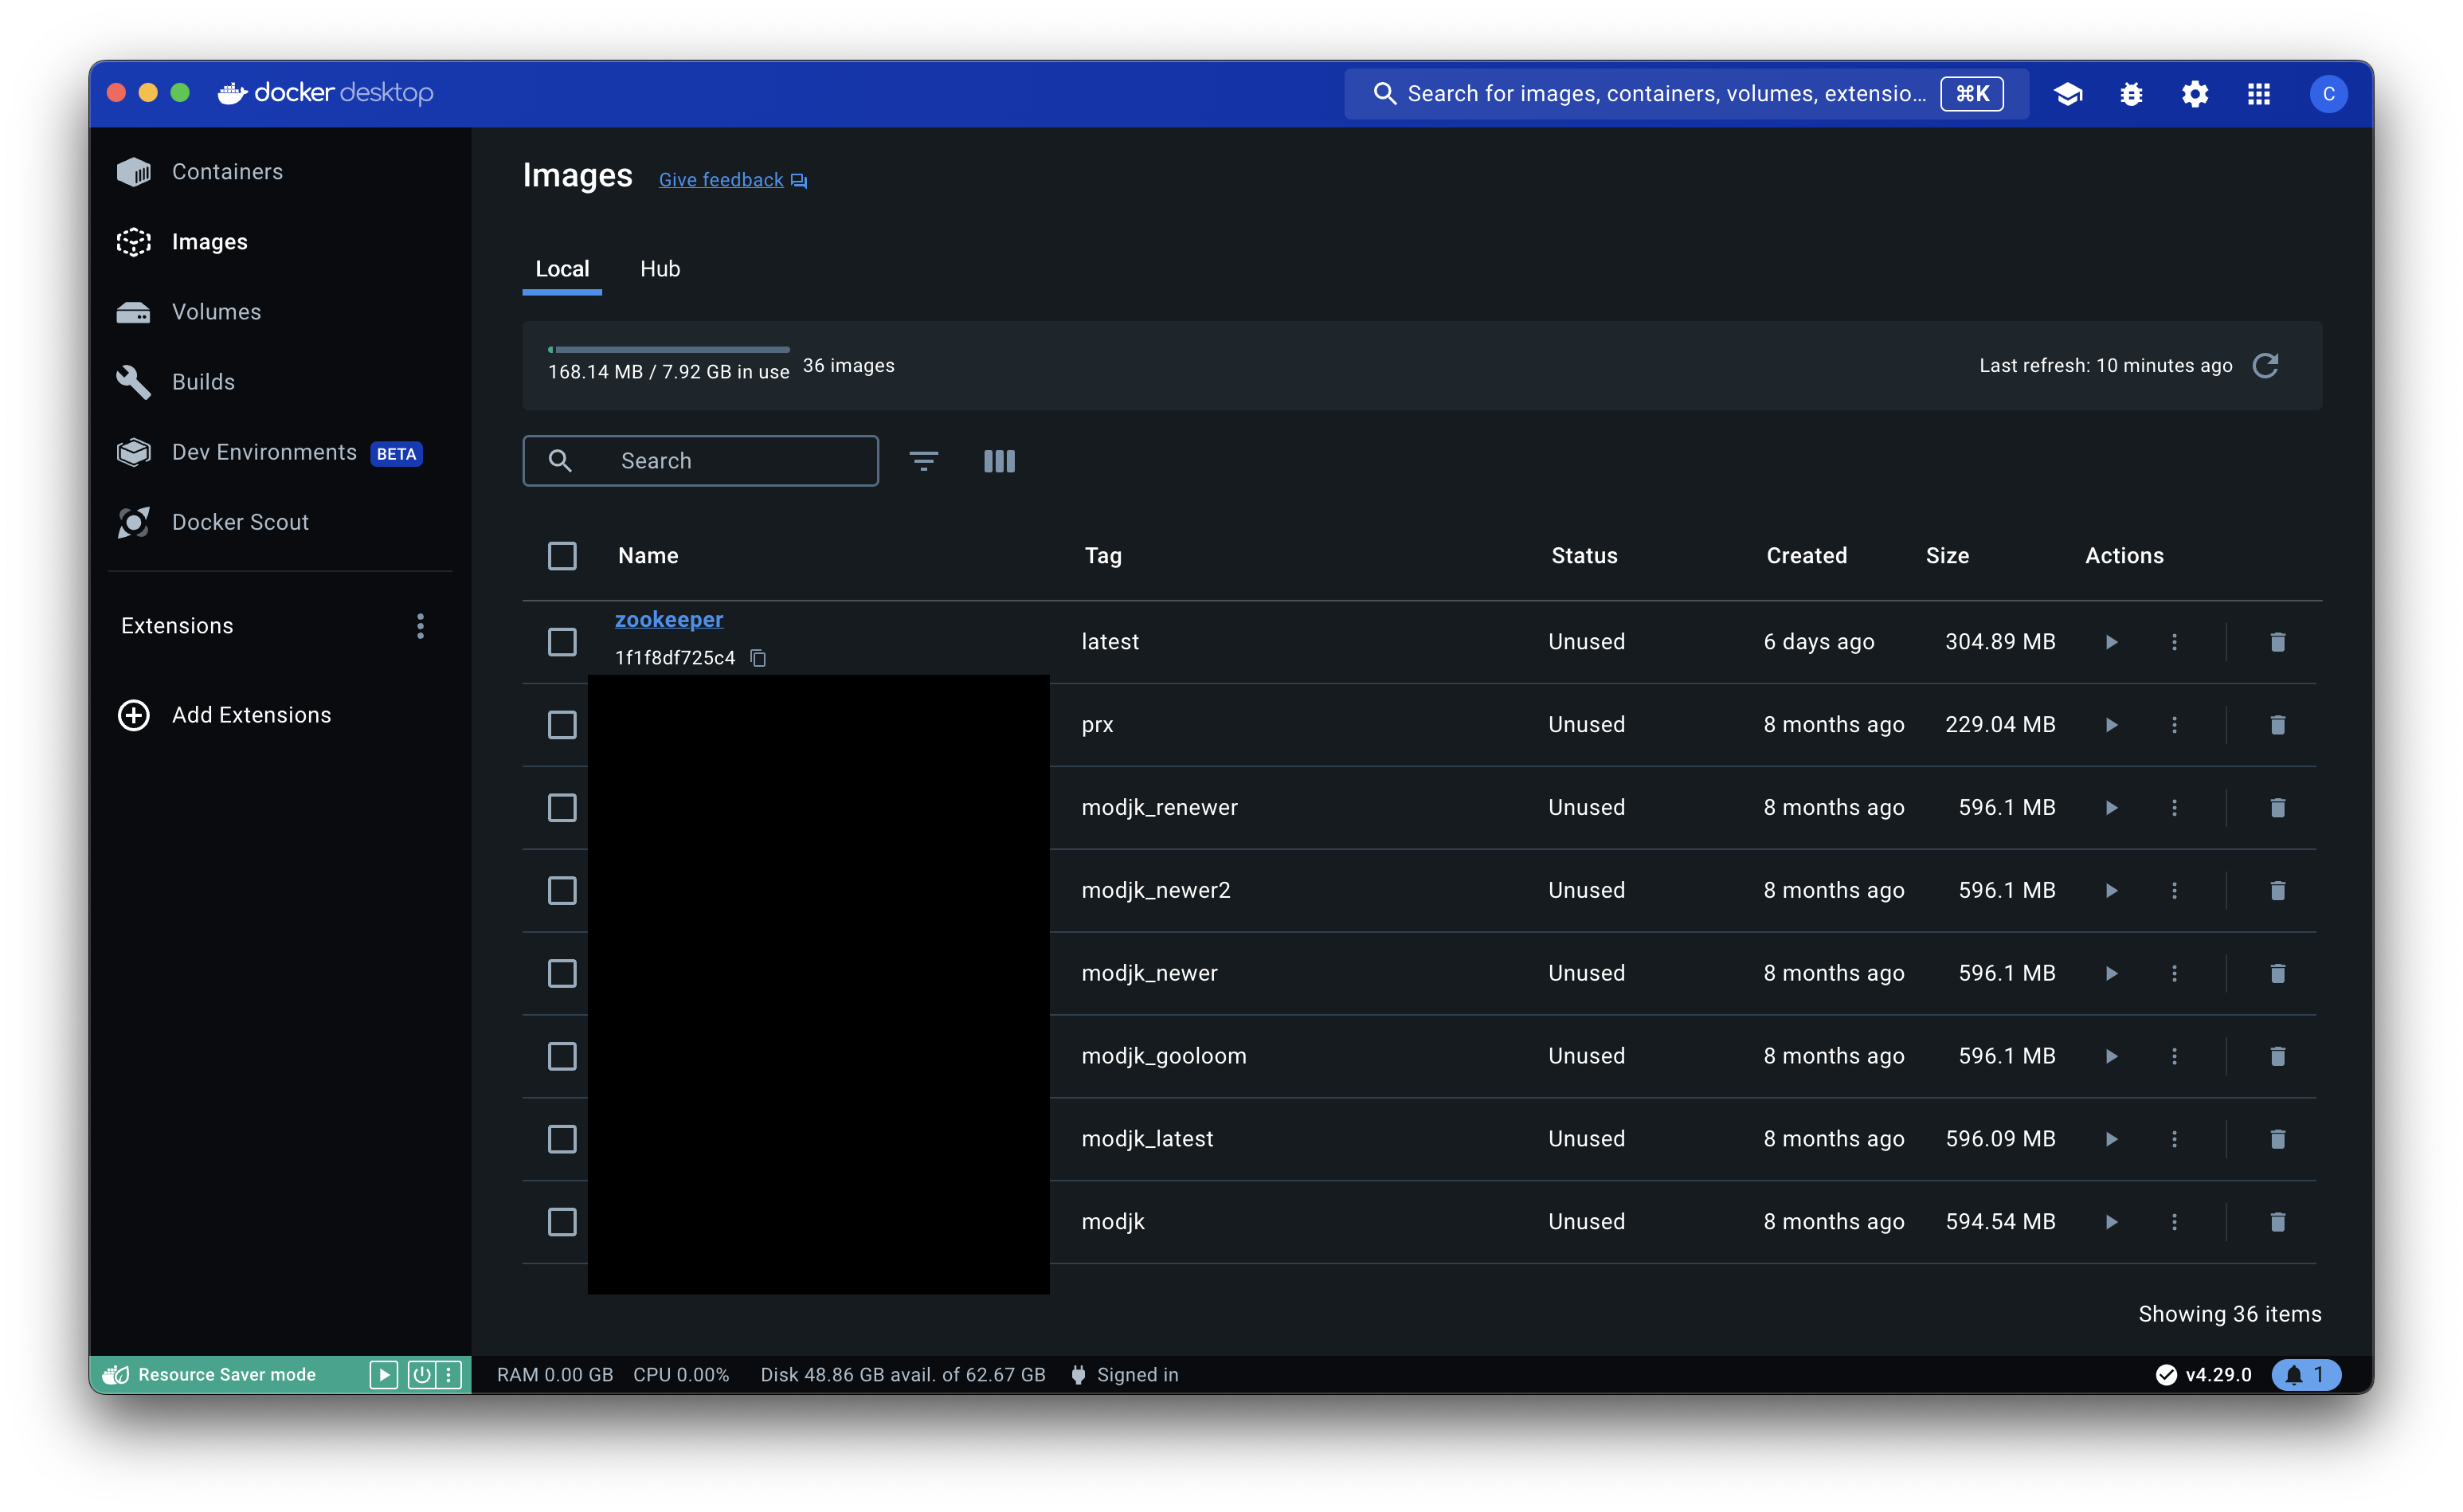 docker desktop
Search for images, containers, volumes, extensio... ⌘K
C
Containers
Images
Volumes
Builds
Dev Environments BETA
Docker Scout
Extensions
Add Extensions
Images Give feedback
Local Hub
168.14 MB / 7.92 GB in use 36 images
Last refresh: 10 minutes ago
Search
Name Tag Status Created Size Actions
zookeeper
1f1f8df725c4
latest Unused 6 days ago 304.89 MB
prx Unused 8 months ago 229.04 MB
modjk_renewer Unused 8 months ago 596.1 MB
modjk_newer2 Unused 8 months ago 596.1 MB
modjk_newer Unused 8 months ago 596.1 MB
modjk_gooloom Unused 8 months ago 596.1 MB
modjk_latest Unused 8 months ago 596.09 MB
modjk Unused 8 months ago 594.54 MB
Showing 36 items
Resource Saver mode
RAM 0.00 GB CPU 0.00% Disk 48.86 GB avail. of 62.67 GB Signed in
v4.29.0 1